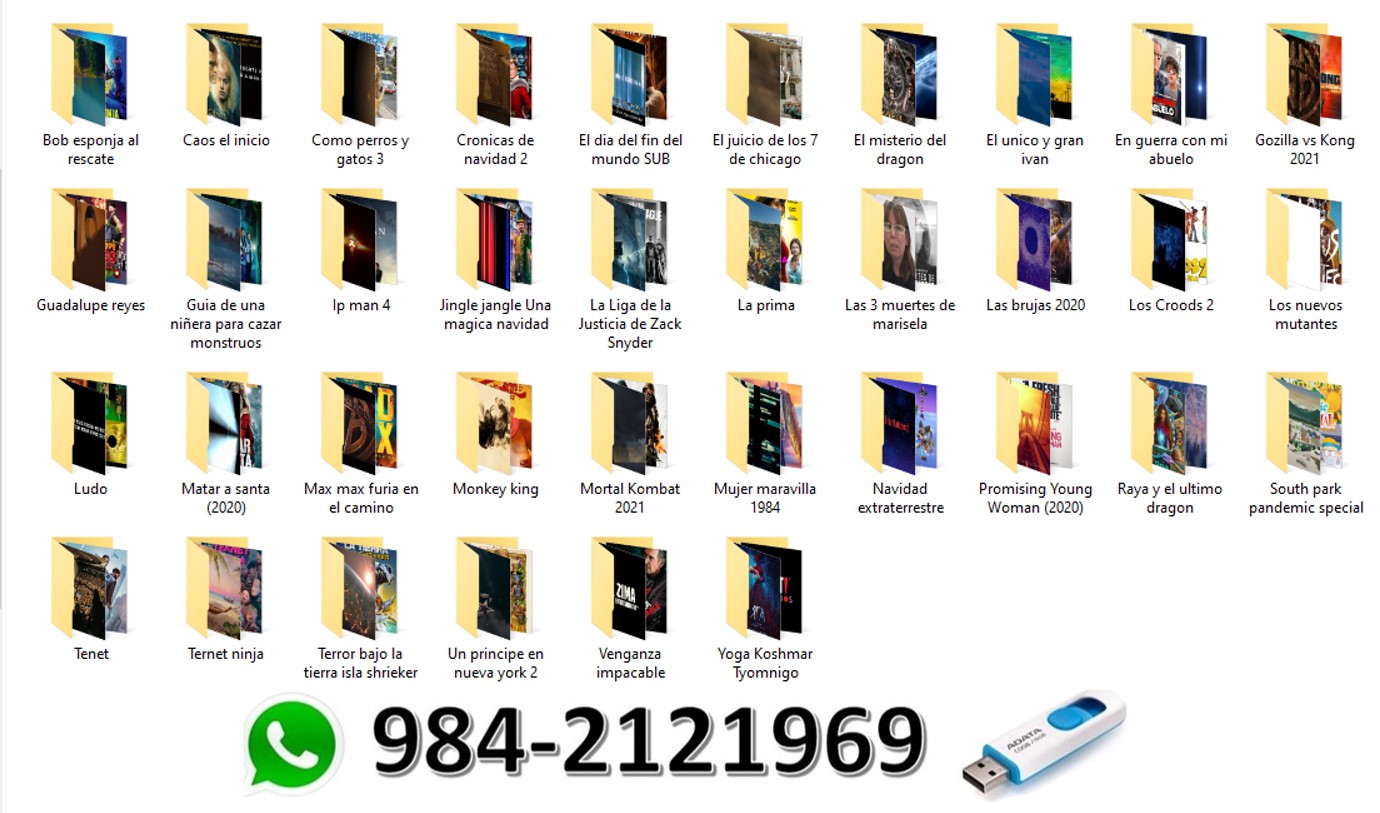 Bob esponja al
rescate
Caos el inicio
Como perros y
gatos 3
Cronicas de
navidad 2
El dia del fin del
mundo SUB
El juicio de los 7
de chicago
El misterio del
dragon
El unico y gran
ivan
En guerra con mi
abuelo
Gozilla vs Kong
2021
Guadalupe reyes
Guia de una
niñera para cazar
monstruos
Ip man 4
Jingle jangle Una
magica navidad
La Liga de la
Justicia de Zack
Snyder
La prima
Las 3 muertes de
marisela
Las brujas 2020
Los Croods 2
Los nuevos
mutantes
Ludo
Matar a santa
(2020)
Max max furia en
el camino
Monkey king
Mortal Kombat
2021
Mujer maravilla
1984
Navidad
extraterrestre
Promising Young
Woman (2020)
Raya y el ultimo
dragon
South park
pandemic special
Tenet
Ternet ninja
Terror bajo la
tierra isla shrieker
Un principe en
nueva york 2
Venganza
impacable
Yoga Koshmar
Tyomnigo
984-2121969
ADATA